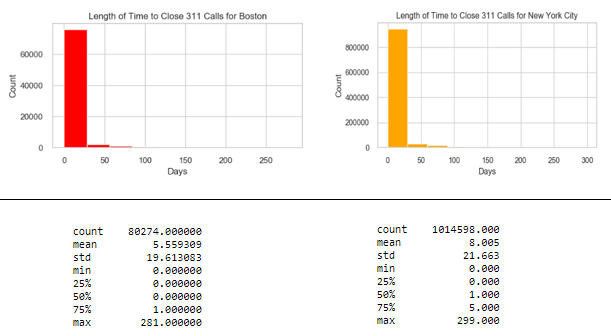 Length of Time to Close 311 Calls for Boston
60000
40000
20000
0
Count
0 50 100 150 200 250
Days
Length of Time to Close 311 Calls for New York City
800000
600000
400000
200000
0
Count
0 50 100 150 200 250 300
Days
count 80274.000000
mean 5.559309
std 19.613083
min 0.000000
25% 0.000000
50% 0.000000
75% 1.000000
max 281.000000
count 1014598.000
mean 8.005
std 21.663
min 0.000
25% 0.000
50% 1.000
75% 5.000
max 299.000